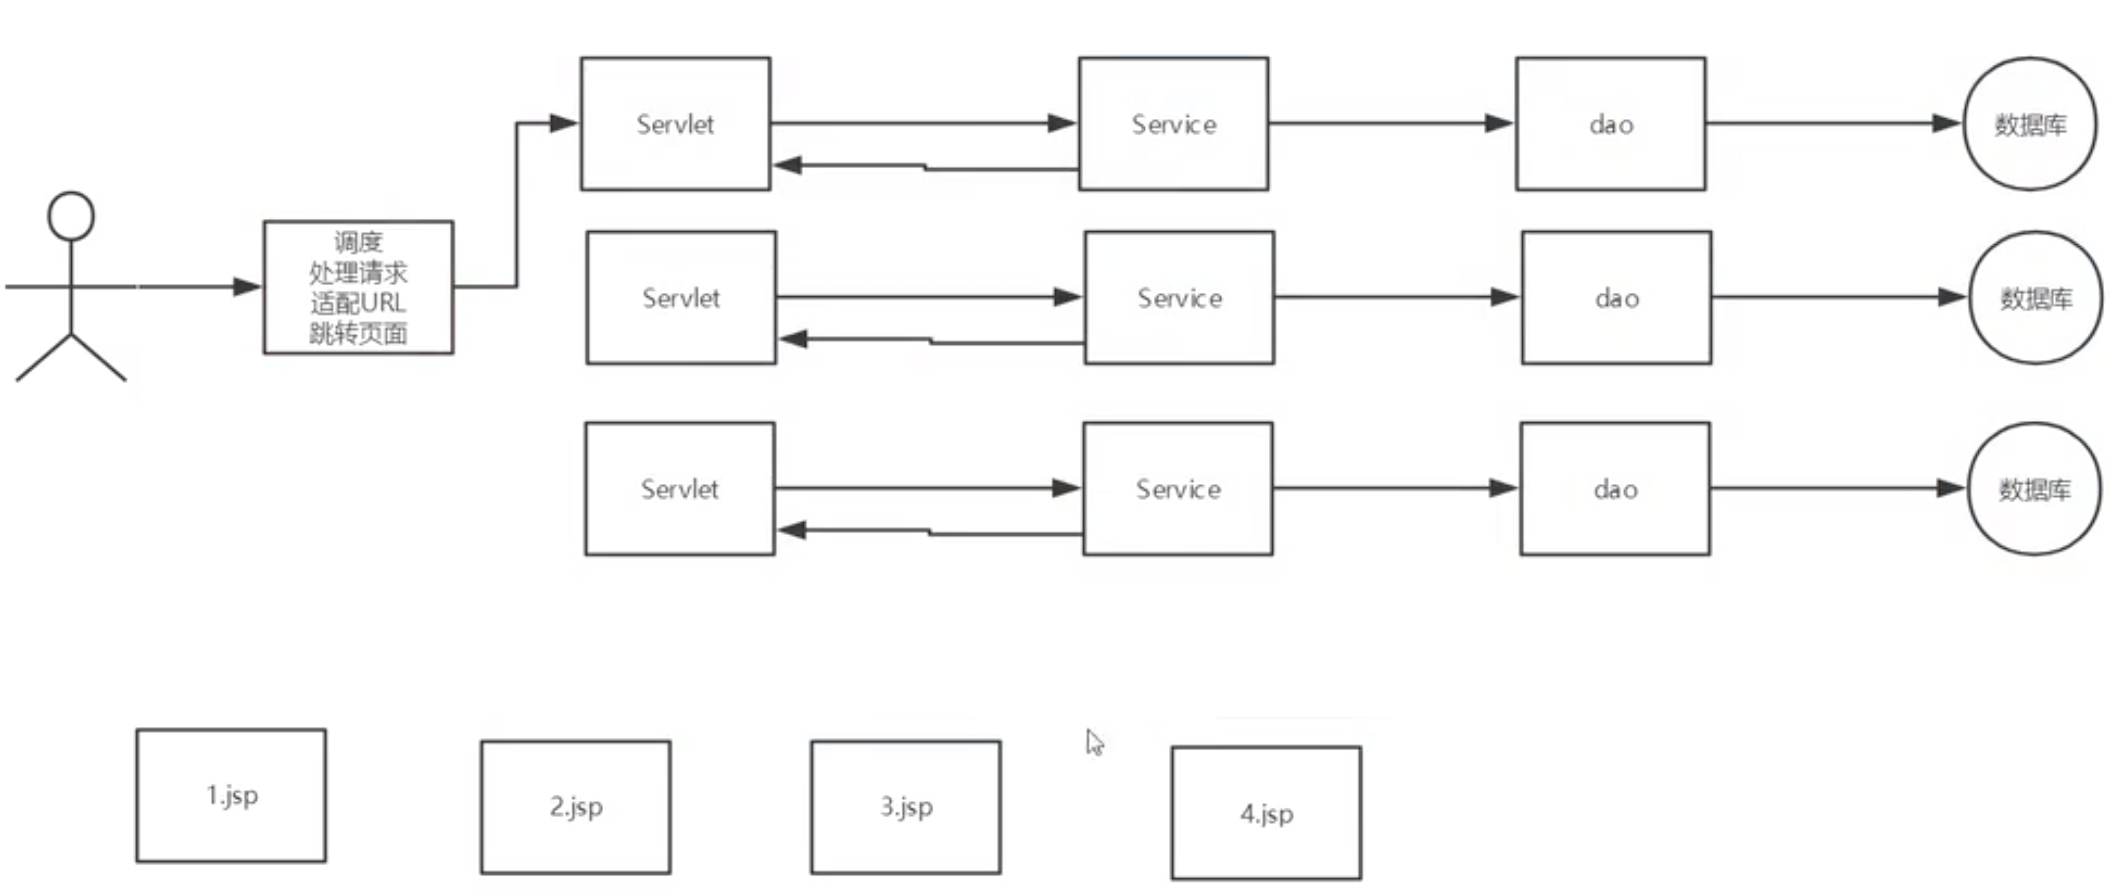 Servlet
Service
dao
数据库
调度
处理请求
适配URL
跳转页面
Servlet
Service
dao
数据库
Servlet
Service
dao
数据库
1.jsp
2.jsp
3.jsp
4.jsp